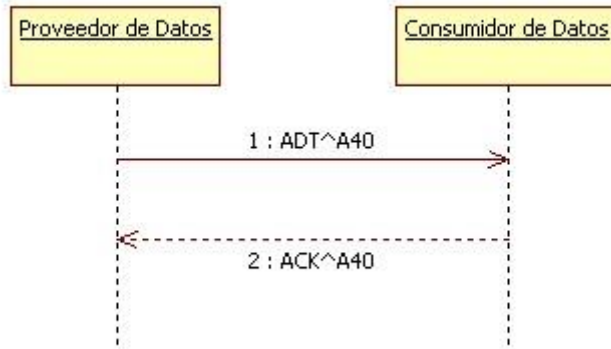 Proveedor de Datos
Consumidor de Datos
1 : ADT^A40
2 : ACK^A40